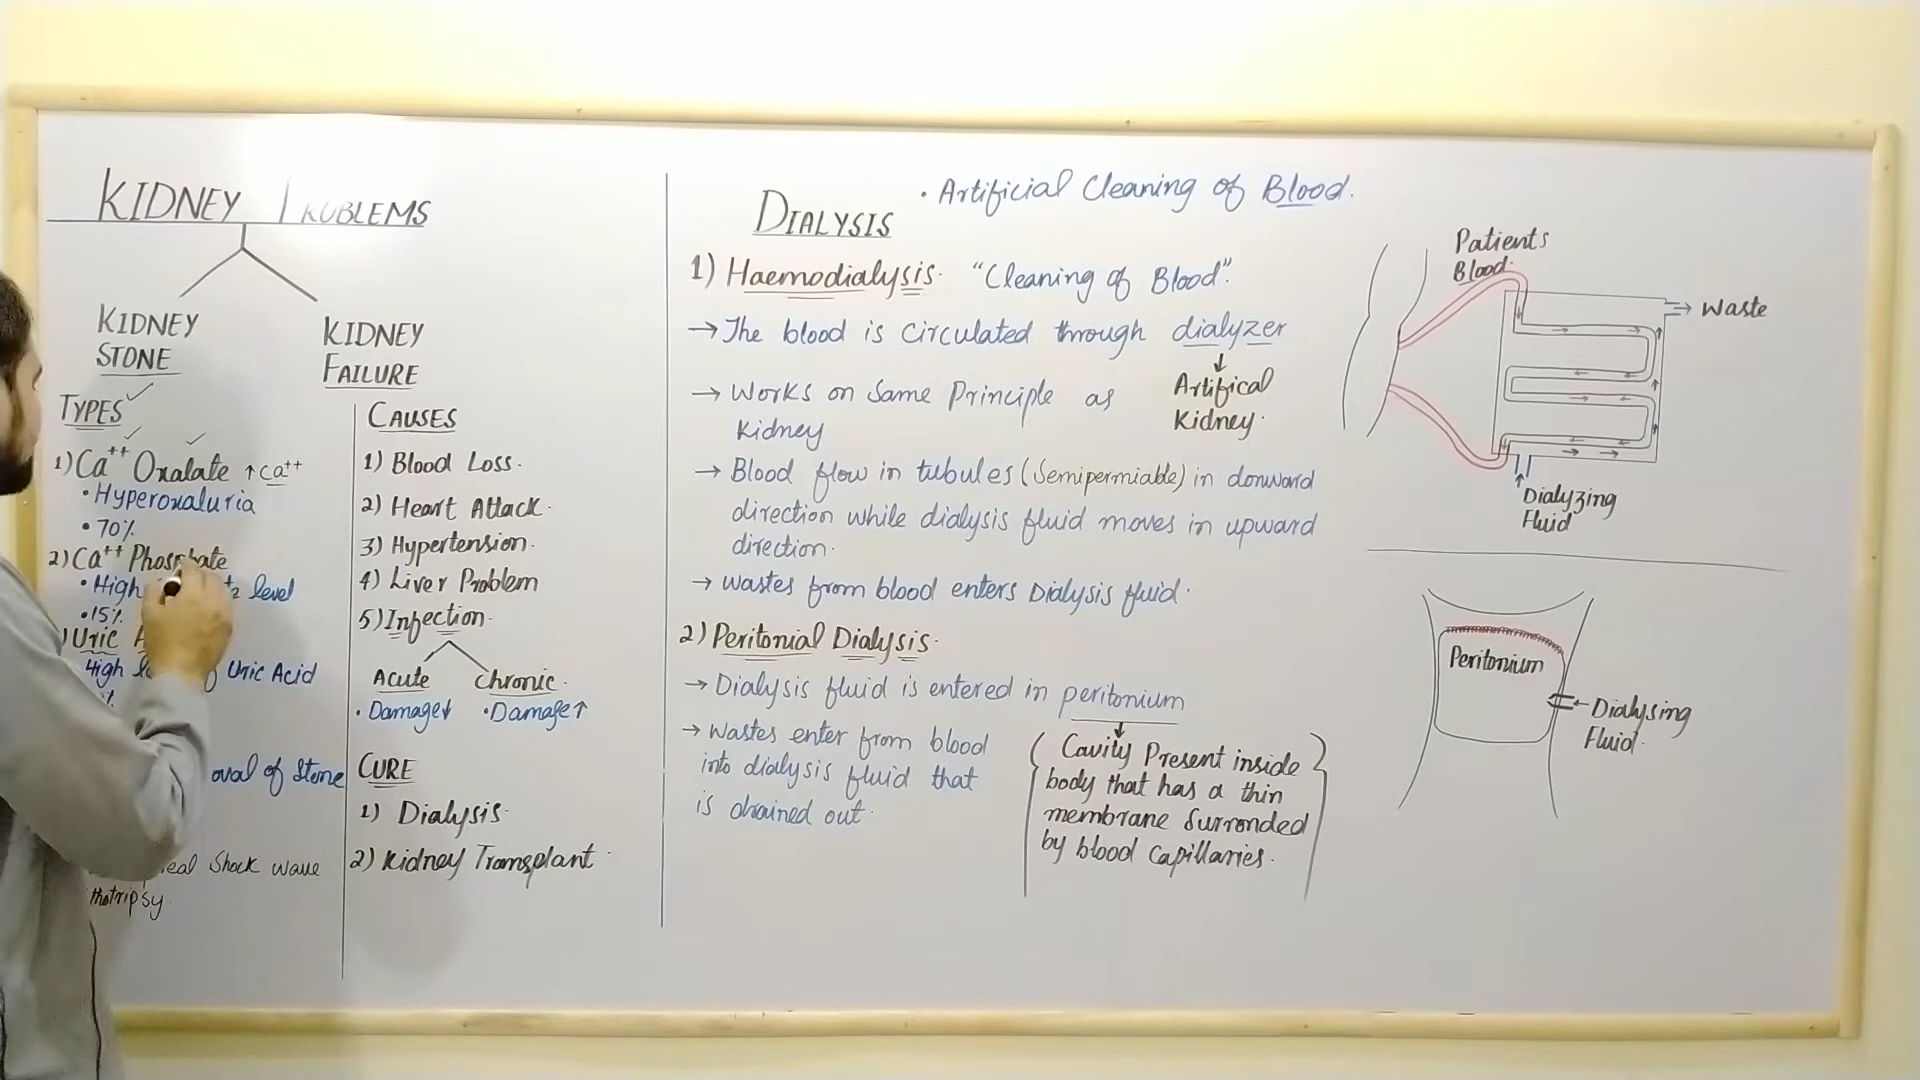 KIDNEY PROBLEMS
KIDNEY
STONE
TYPES
1) Ca++ Oxalate ↑ Ca++
• Hyperoxaluria
• 70%
2) Ca++ Phosphate
• High level
• 15%
) Uric
High Uric Acid
%
oval of Stone
eal Shock wave
thotripsy.
KIDNEY
FAILURE
CAUSES
1) Blood Loss.
2) Heart Attack.
3) Hypertension.
4) Liver Problem
5) Infection.
Acute
• Damage↓
Chronic.
• Damage↑
CURE
1) Dialysis.
2) Kidney Transplant.
DIALYSIS
• Artificial Cleaning of Blood.
1) Haemodialysis. "Cleaning of Blood".
→ The blood is circulated through dialyzer
↓
Artifical
Kidney.
→ Works on Same Principle as
Kidney
→ Blood flow in tubules (Semipermiable) in donward
direction while dialysis fluid moves in upward
direction.
→ wastes from blood enters Dialysis fluid.
2) Peritonial Dialysis.
→ Dialysis fluid is entered in peritonium
→ Wastes enter from blood
into dialysis fluid that
is drained out.
Cavity Present inside
body that has a thin
membrane Surronded
by blood Capillaries.
Patients
Blood.
→ Waste
Dialyzing
Fluid
Peritonium
← Dialysing
Fluid.